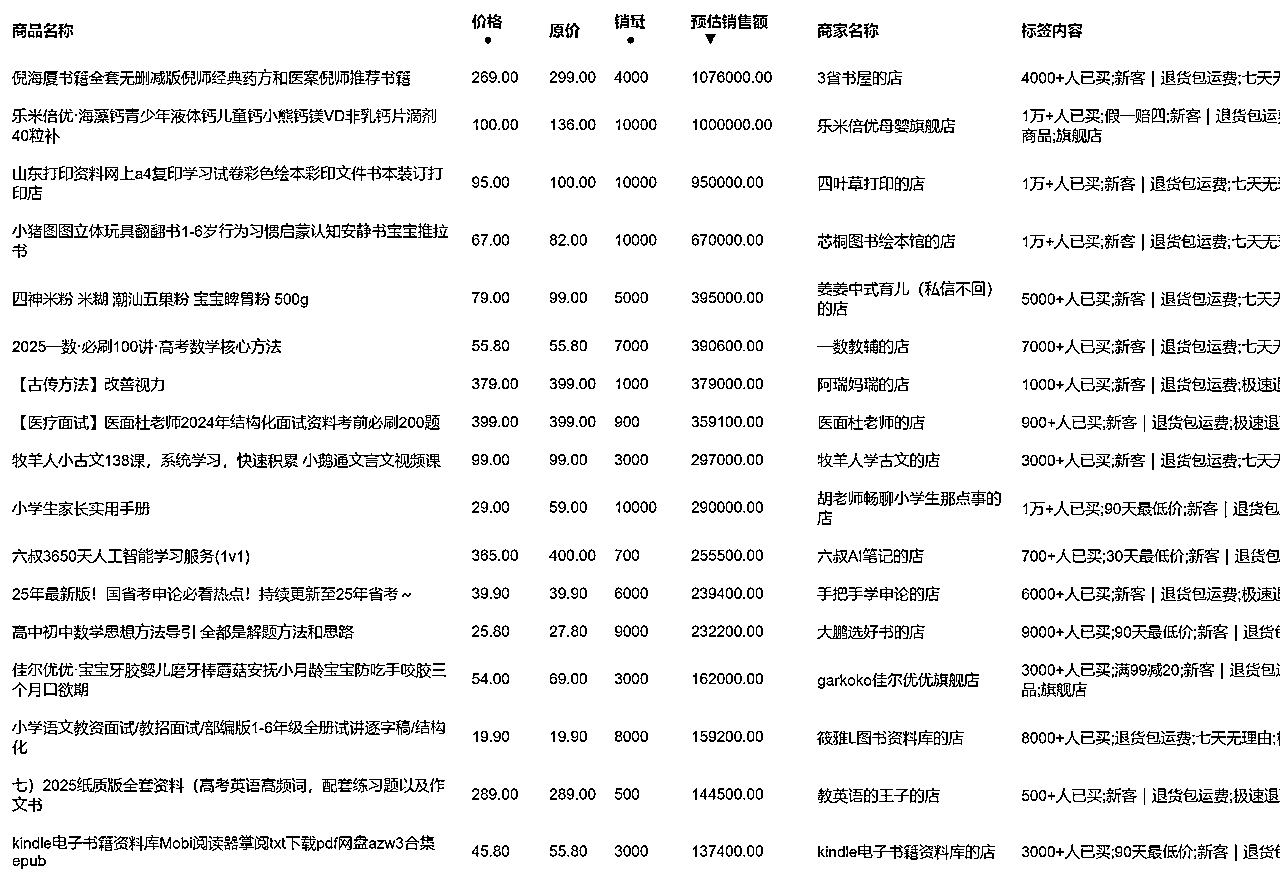 商品名称 价格 原价 销量 预估销售额 商家名称 标签内容
倪海厦书籍全套无删减版倪师经典药方和医案倪师推荐书籍 269.00 299.00 4000 1076000.00 3省书屋的店 4000+人已买;新客 | 退货包运费;七天无
乐米倍优·海藻钙青少年液体钙儿童钙小熊钙镁VD非乳钙片滴剂 100.00 136.00 10000 1000000.00 乐米倍优母婴旗舰店 1万+人已买;假一赔四;新客 | 退货包运费
40粒补 商品;旗舰店
山东打印资料网上a4复印学习试卷彩色绘本彩印文件书本装订打 95.00 100.00 10000 950000.00 四叶草打印的店 1万+人已买;新客 | 退货包运费;七天无理
印店
小猪图图立体玩具翻翻书1-6岁行为习惯启蒙认知安静书宝宝推拉 67.00 82.00 10000 670000.00 芯桐图书绘本馆的店 1万+人已买;新客 | 退货包运费;七天无理
书
四神米粉 米糊 潮汕五果粉 宝宝脾胃粉 500g 79.00 99.00 5000 395000.00 姜姜中式育儿（私信不回） 5000+人已买;新客 | 退货包运费;七天无
的店
2025一数·必刷100讲·高考数学核心方法 55.80 55.80 7000 390600.00 一数教辅的店 7000+人已买;新客 | 退货包运费;七天无
【古传方法】改善视力 379.00 399.00 1000 379000.00 阿瑞妈瑞的店 1000+人已买;新客 | 退货包运费;极速退
【医疗面试】医面杜老师2024年结构化面试资料考前必刷200题 399.00 399.00 900 359100.00 医面杜老师的店 900+人已买;新客 | 退货包运费;极速退
牧羊人小古文138课，系统学习，快速积累 小鹅通文言文视频课 99.00 99.00 3000 297000.00 牧羊人学古文的店 3000+人已买;新客 | 退货包运费;七天无
小学生家长实用手册 29.00 59.00 10000 290000.00 胡老师畅聊小学生那点事的 1万+人已买;90天最低价;新客 | 退货包
店
六叔3650天人工智能学习服务(1v1) 365.00 400.00 700 255500.00 六叔AI笔记的店 700+人已买;30天最低价;新客 | 退货包
25年最新版！国省考申论必看热点！持续更新至25年省考~ 39.90 39.90 6000 239400.00 手把手学申论的店 6000+人已买;新客 | 退货包运费;极速退
高中初中数学思想方法导引 全都是解题方法和思路 25.80 27.80 9000 232200.00 大鹏选好书的店 9000+人已买;90天最低价;新客 | 退货包
佳尔优优·宝宝牙胶婴儿磨牙棒蘑菇安抚小月龄宝宝防吃手咬胶三 54.00 69.00 3000 162000.00 garkoko佳尔优优旗舰店 3000+人已买;满99减20;新客 | 退货包运
个月口欲期 品;旗舰店
小学语文教资面试/教招面试/部编版1-6年级全册试讲逐字稿/结构 19.90 19.90 8000 159200.00 筱雅L图书资料库的店 8000+人已买;退货包运费;七天无理由;
化
七）2025纸质版全套资料（高考英语高频词，配套练习题以及作 289.00 289.00 500 144500.00 教英语的王子的店 500+人已买;新客 | 退货包运费;极速退
文书
kindle电子书籍资料库Mobi阅读器掌阅txt下载pdf网盘azw3合集 45.80 55.80 3000 137400.00 kindle电子书籍资料库的店 3000+人已买;90天最低价;新客 | 退货包
epub